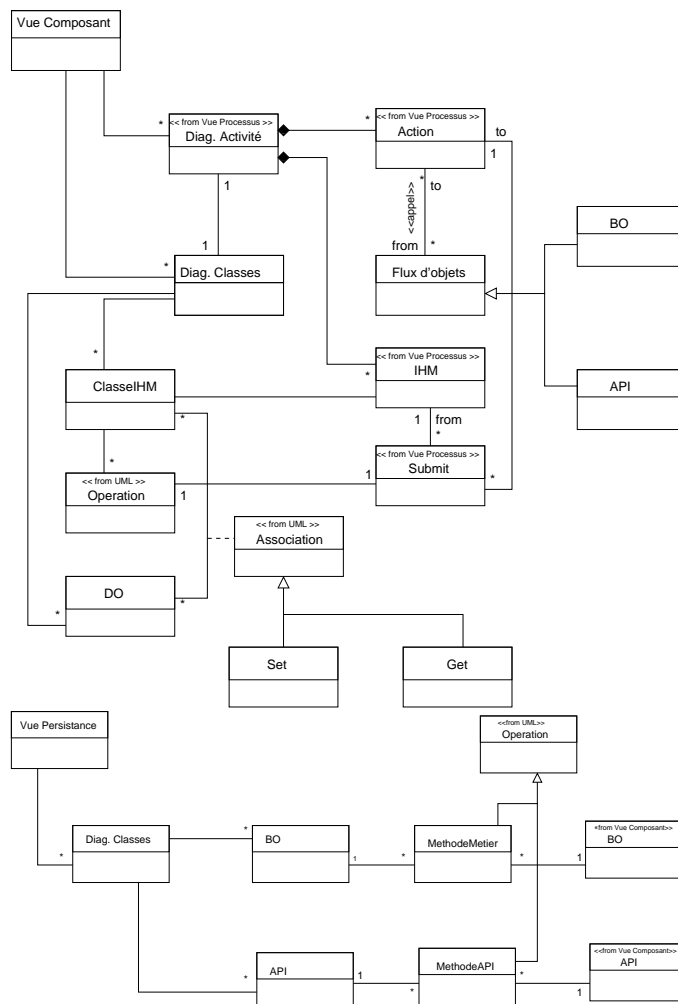 Vue Composant
*
<< from Vue Processus >>
Diag. Activité
*
<< from Vue Processus >>
Action
to
1
1
*
to
<<appel>>
from
*
1
*
Diag. Classes
Flux d'objets
BO
API
*
ClasseIHM
*
*
<< from Vue Processus >>
IHM
*
1
from
*
<< from UML >>
Operation
1
1
<< from Vue Processus >>
Submit
*
<< from UML >>
Association
DO
*
*
Set
Get
Vue Persistance
<<from UML>>
Operation
*
Diag. Classes
*
BO
1
*
MethodeMetier
*
1
<from Vue Composant>>
BO
*
API
1
*
MethodeAPI
*
1
<<from Vue Composant>>
API